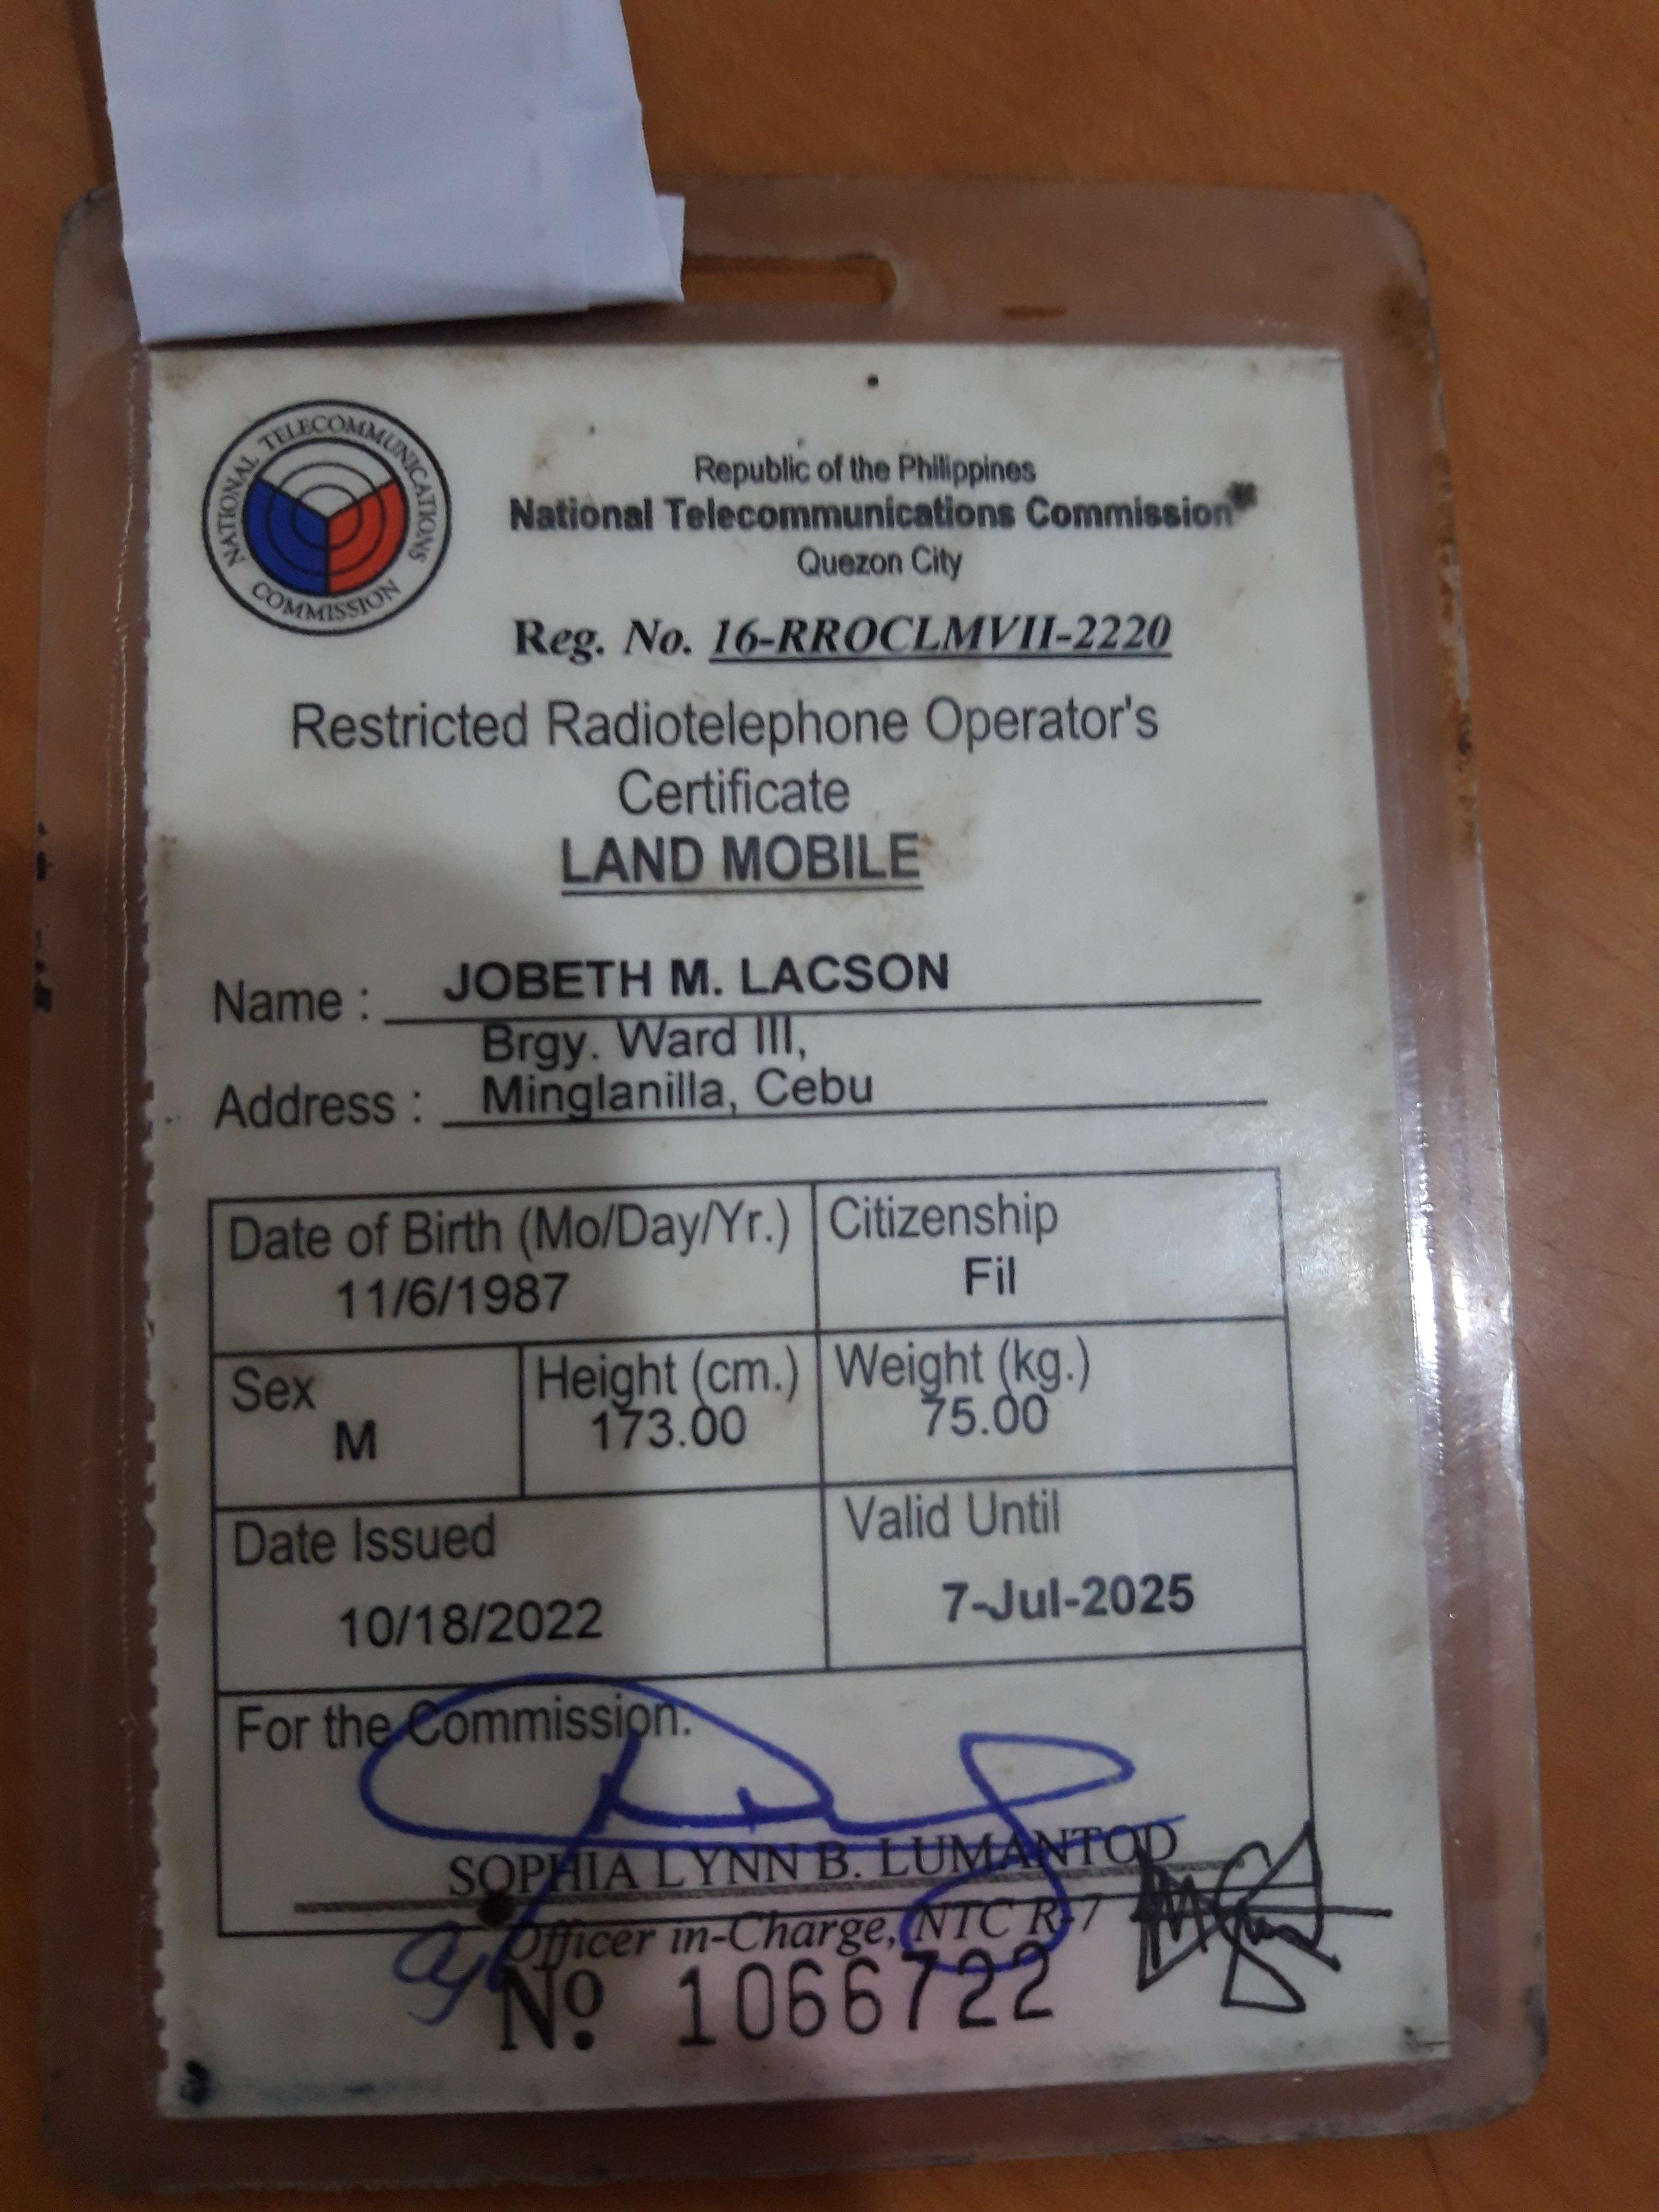 NATIONAL TELECOMMUNICATIONS COMMISSION
Republic of the Philippines
National Telecommunications Commission
Quezon City
Reg. No. 16-RROCLMVII-2220
Restricted Radiotelephone Operator's
Certificate
LAND MOBILE
Name : JOBETH M. LACSON
Brgy. Ward III,
Address : Minglanilla, Cebu
Date of Birth (Mo/Day/Yr.) Citizenship
11/6/1987 Fil
Sex Height (cm.) Weight (kg.)
M 173.00 75.00
Date Issued Valid Until
10/18/2022 7-Jul-2025
For the Commission:
SOPHIA LYNN B. LUMANTOD
Officer in-Charge, NTC R-7
No. 1066722